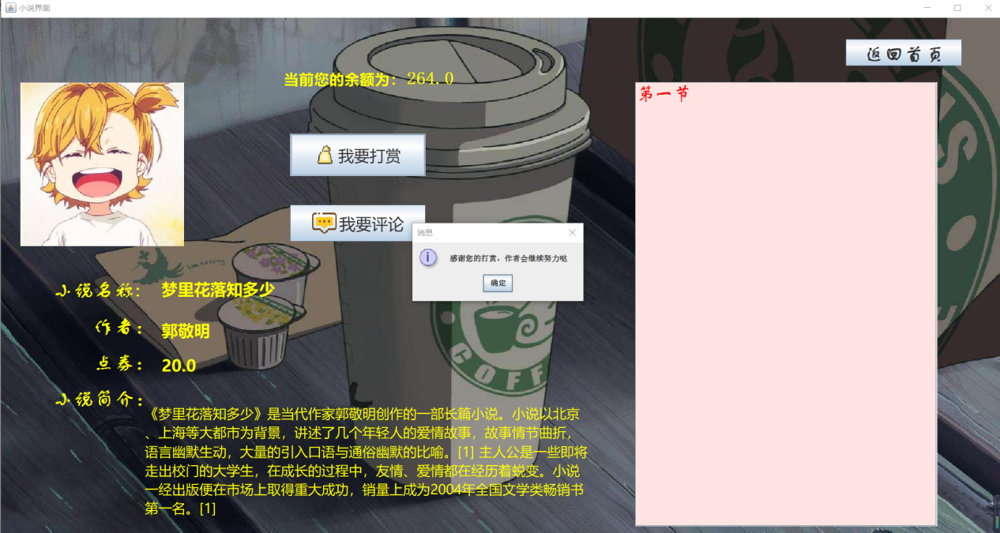 小说界面
返回首页
当前您的余额为：264.0
第一节
我要打赏
我要评论
消息
感谢您的打赏，作者会继续努力哒
确定
小说名称： 梦里花落知多少
作者： 郭敬明
点券： 20.0
小说简介：
《梦里花落知多少》是当代作家郭敬明创作的一部长篇小说。小说以北京
、上海等大都市为背景，讲述了几个年轻人的爱情故事，故事情节曲折，
语言幽默生动，大量的引入口语与通俗幽默的比喻。[1] 主人公是一些即将
走出校门的大学生，在成长的过程中，友情、爱情都在经历着蜕变。小说
一经出版便在市场上取得重大成功，销量上成为2004年全国文学类畅销书
第一名。[1]
COFF